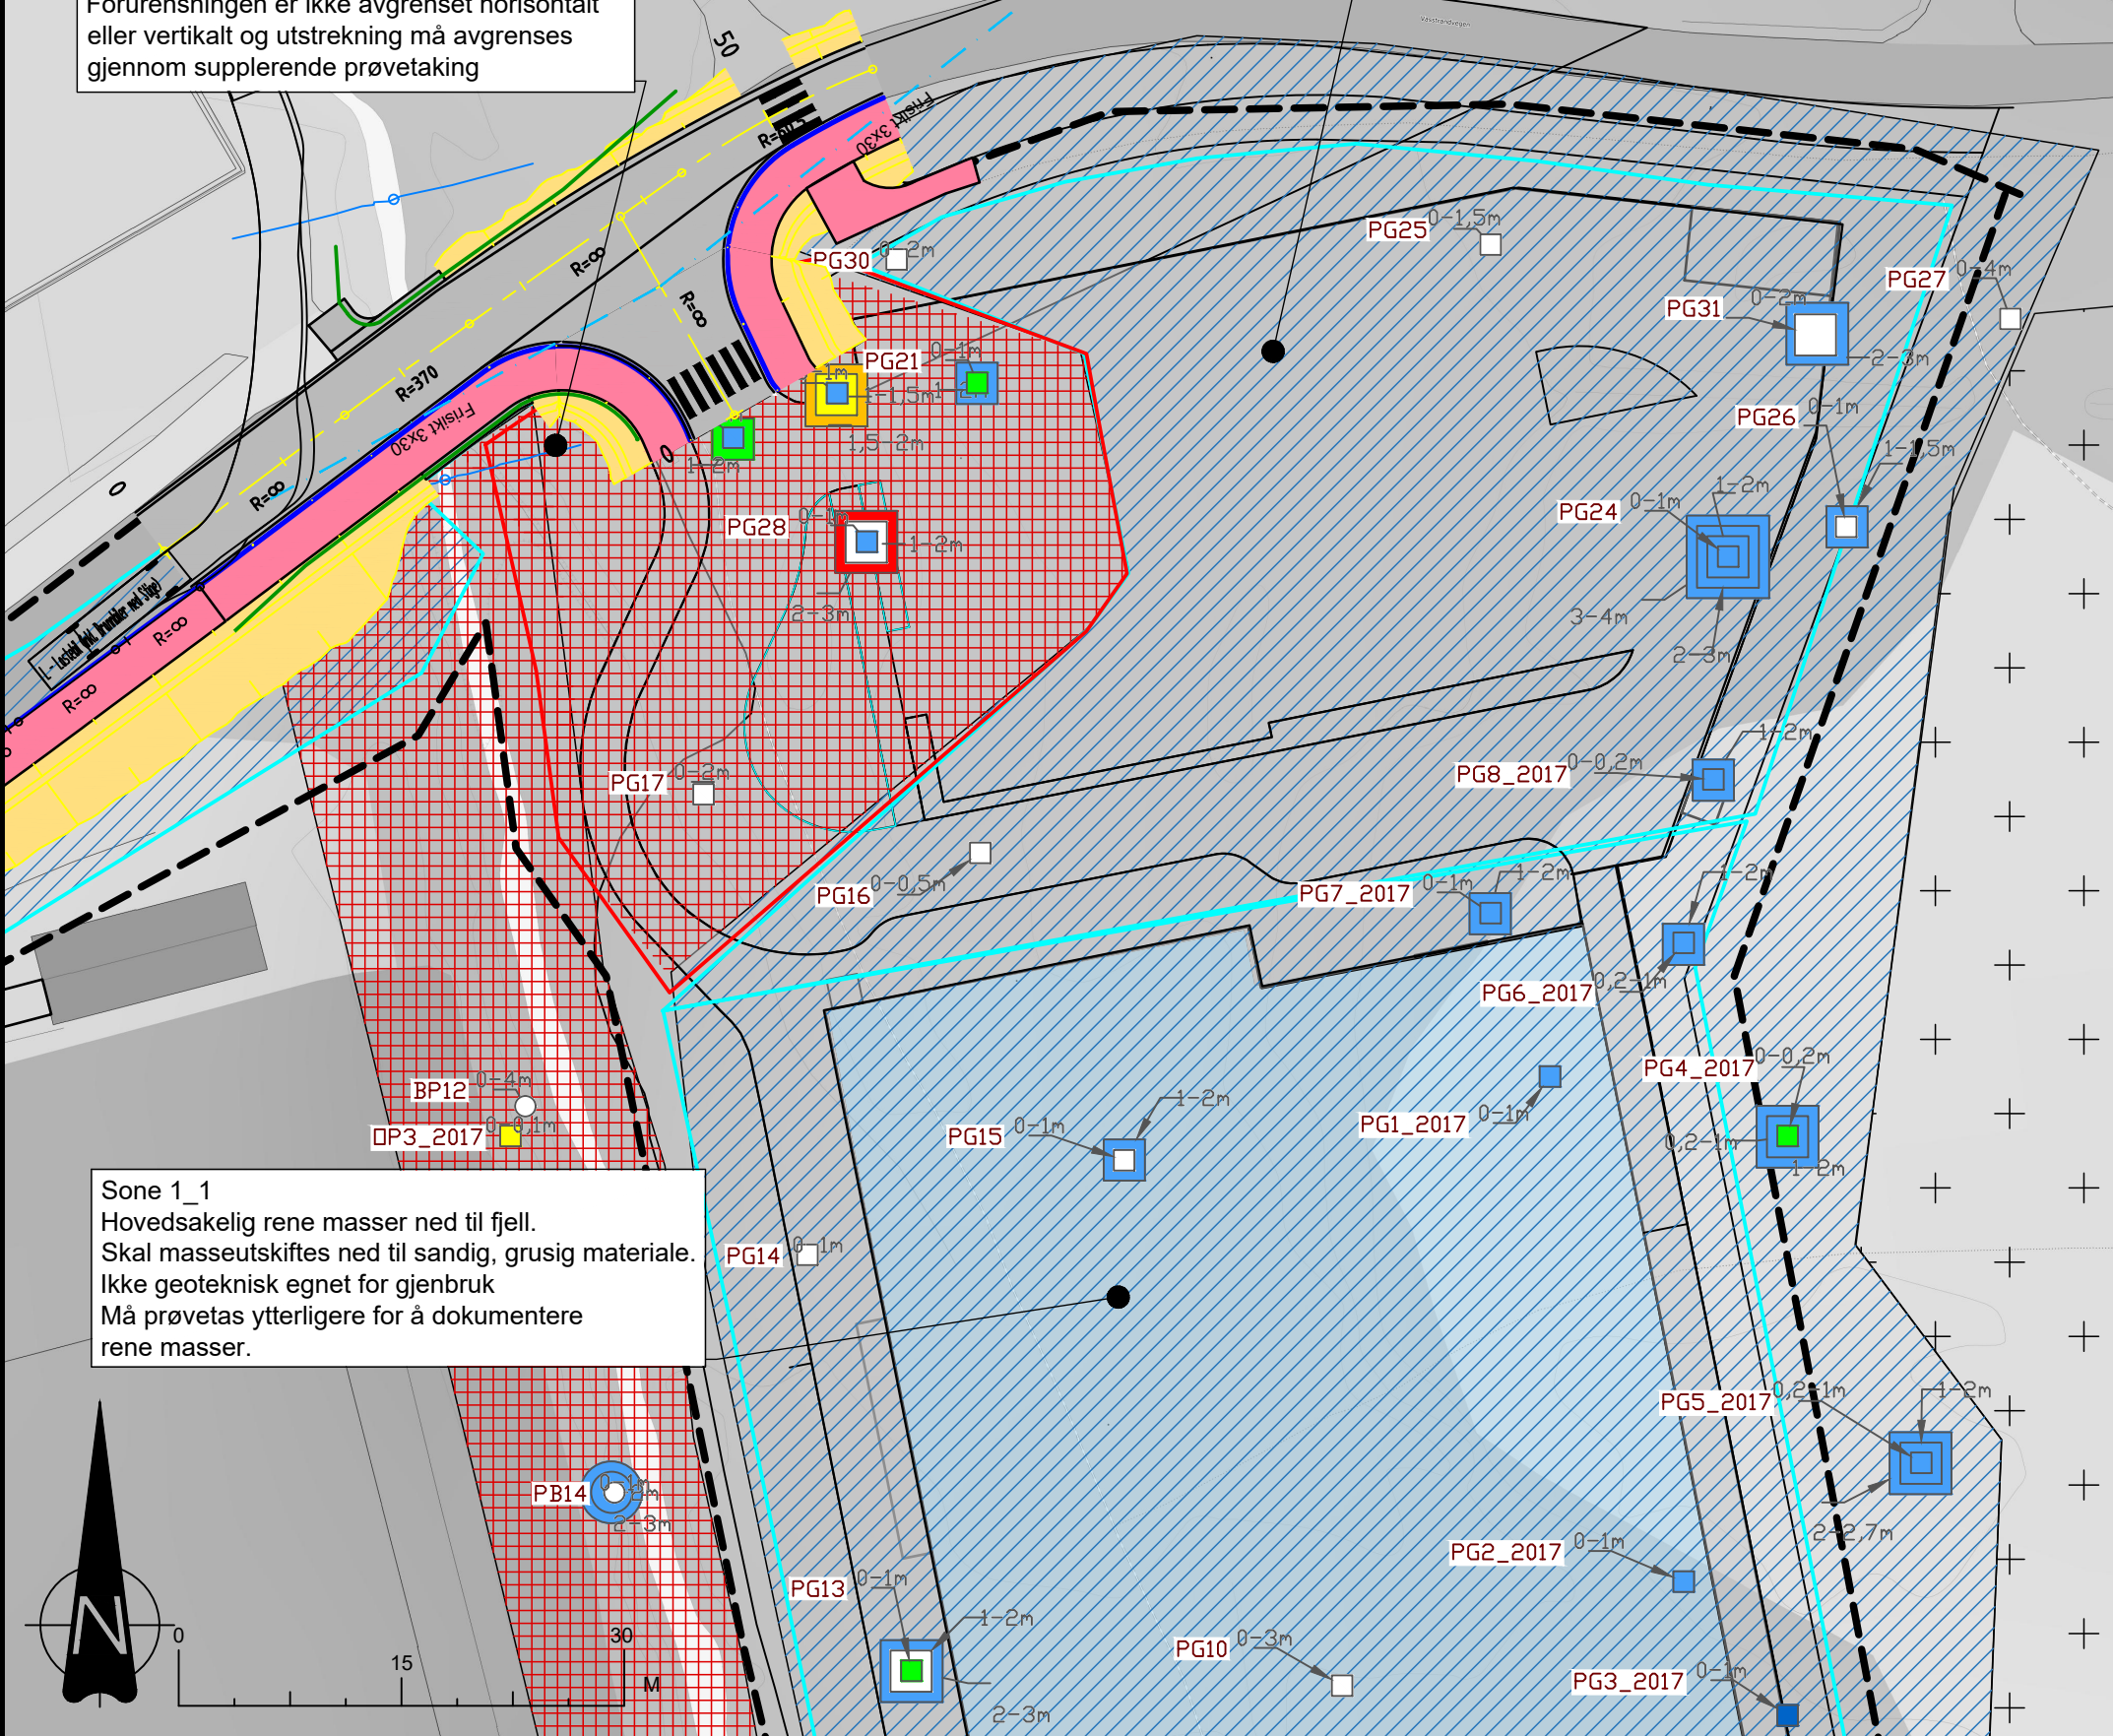 Forurensningen er ikke avgrenset horisontalt
eller vertikalt og utstrekning må avgrenses
gjennom supplerende prøvetaking
50
Vavstrandvegen
Frisikt 3x30
R=∞
R=∞
R=370
Frisikt 3x30
R=∞
R=∞
R=∞
0
0
PG30
0-2m
PG25
0-1,5m
PG27
0-4m
PG31
0-2m
2-3m
PG21
0-1m
1-1,5m
1,5-2m
1-2m
PG26
0-1m
1-1,5m
PG24
0-1m
1-2m
3-4m
2-3m
PG28
0-1m
1-2m
2-3m
PG17
0-2m
PG8_2017
0-0,2m
1-2m
PG16
0-0,5m
PG7_2017
0-1m
1-2m
1-2m
PG6_2017
0,2-1m
PG4_2017
0-0,2m
0,2-1m
1-2m
BP12
0-4m
0-0,1m
OP3_2017
PG15
0-1m
1-2m
PG1_2017
0-1m
Sone 1_1
Hovedsakelig rene masser ned til fjell.
Skal masseutskiftes ned til sandig, grusig materiale.
Ikke geoteknisk egnet for gjenbruk
Må prøvetas ytterligere for å dokumentere
rene masser.
PG14
0-1m
PG5_2017
0,2-1m
1-2m
2-2,7m
PB14
0-1m
2-3m
PG2_2017
0-1m
PG13
0-1m
1-2m
2-3m
PG10
0-3m
PG3_2017
0-1m
N
0
15
30
M